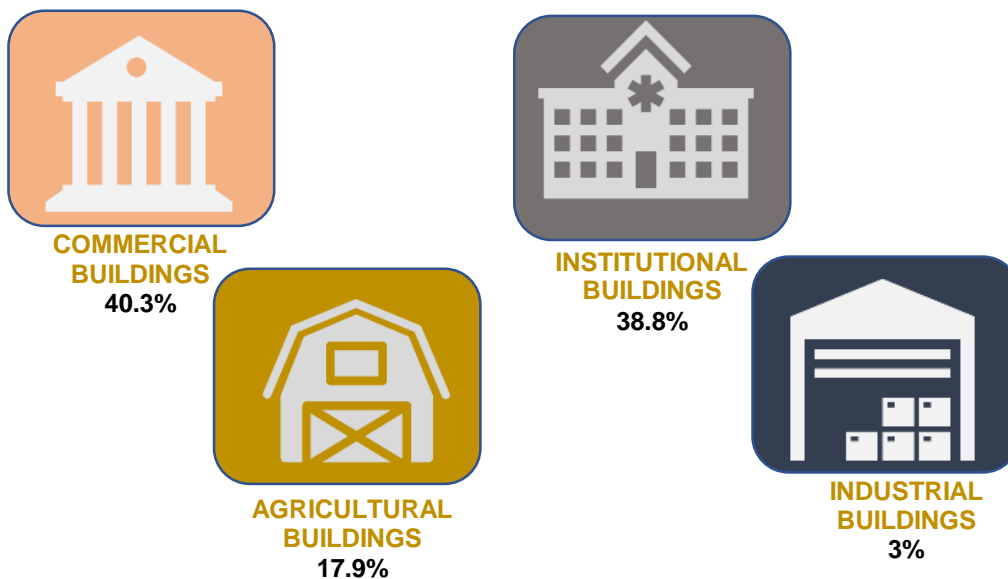 COMMERCIAL
BUILDINGS
40.3%
INSTITUTIONAL
BUILDINGS
38.8%
AGRICULTURAL
BUILDINGS
17.9%
INDUSTRIAL
BUILDINGS
3%